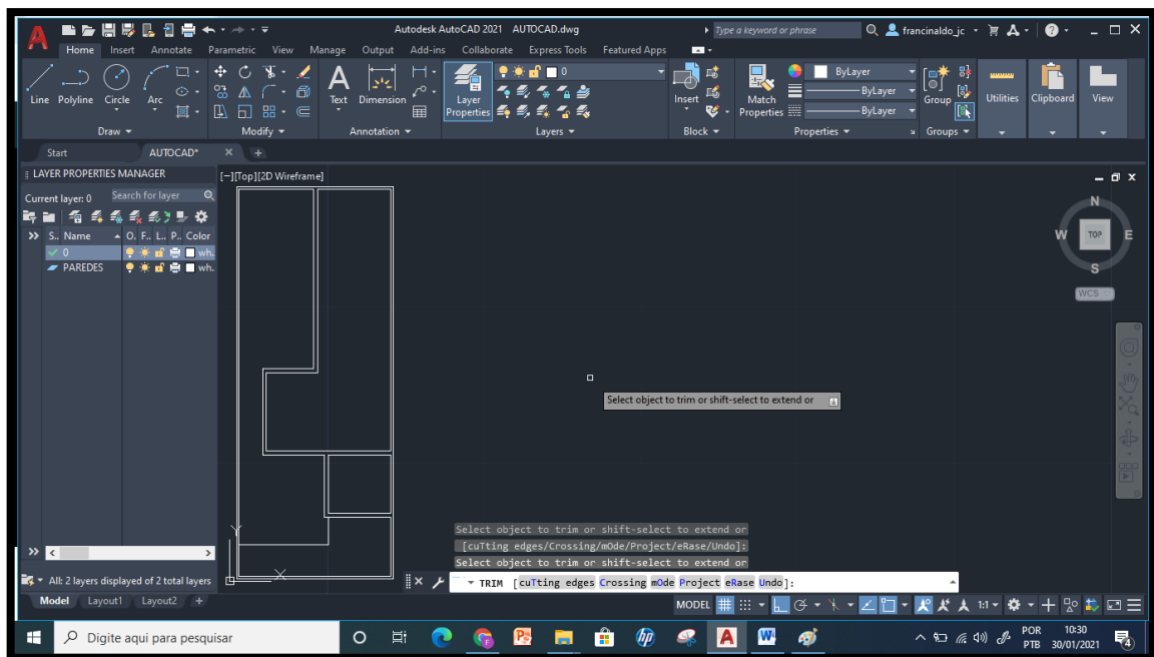 Autodesk AutoCAD 2021 AUTOCAD.dwg
Type a keyword or phrase
francinaldo_jc
Home Insert Annotate Parametric View Manage Output Add-ins Collaborate Express Tools Featured Apps
Line Polyline Circle Arc
Text Dimension
Layer Properties
0
Insert
Match Properties
ByLayer
ByLayer
ByLayer
Group
Utilities Clipboard View
Draw Modify Annotation Layers Block Properties Groups
Start AUTOCAD*
LAYER PROPERTIES MANAGER
[−][Top][2D Wireframe]
Current layer: 0 Search for layer
S.. Name O. F.. L.. P.. Color
0 wh.
PAREDES wh.
N
W TOP E
S
WCS
Select object to trim or shift-select to extend or
Y
X
Select object to trim or shift-select to extend or
[cuTting edges/Crossing/mOde/Project/eRase/Undo]:
Select object to trim or shift-select to extend or
TRIM [cuTting edges Crossing mOde Project eRase Undo]:
All: 2 layers displayed of 2 total layers
Model Layout1 Layout2 +
MODEL 1:1
Digite aqui para pesquisar
POR 10:30
PTB 30/01/2021
4